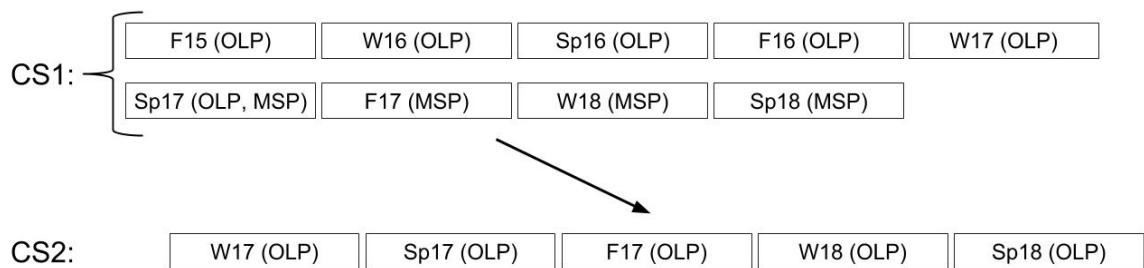 F15 (OLP) W16 (OLP) Sp16 (OLP) F16 (OLP) W17 (OLP)
CS1:
Sp17 (OLP, MSP) F17 (MSP) W18 (MSP) Sp18 (MSP)
CS2: W17 (OLP) Sp17 (OLP) F17 (OLP) W18 (OLP) Sp18 (OLP)